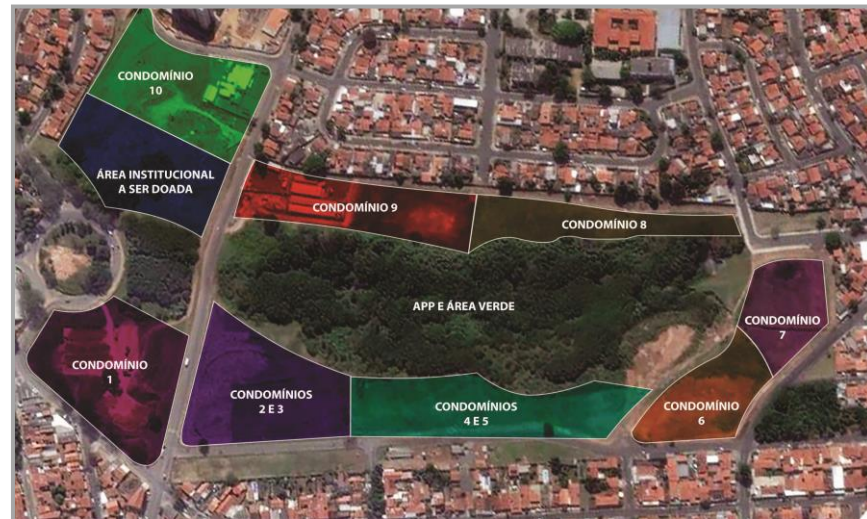 CONDOMÍNIO
10
ÁREA INSTITUCIONAL
A SER DOADA
CONDOMÍNIO 9
CONDOMÍNIO 8
APP E ÁREA VERDE
CONDOMÍNIO
7
CONDOMÍNIO
1
CONDOMÍNIOS
2 E 3
CONDOMÍNIOS
4 E 5
CONDOMÍNIO
6